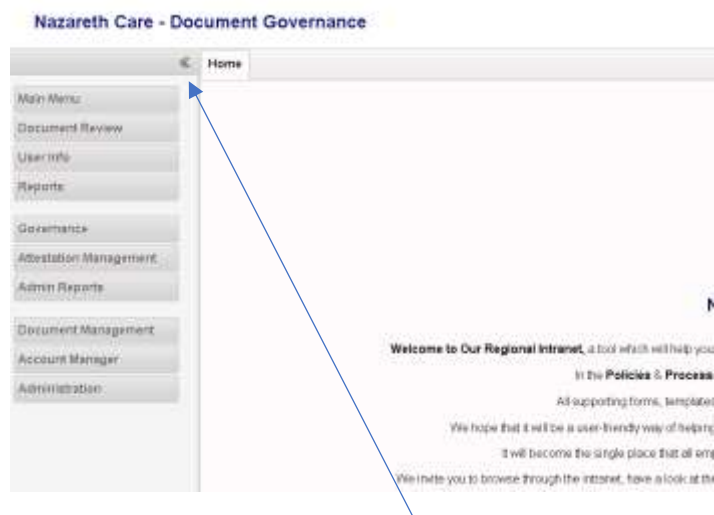 Nazareth Care - Document Governance
Home
Main Menu
Document Review
User Info
Reports
Governance
Attestation Management
Admin Reports
Document Management
Account Manager
Administration
N
Welcome to Our Regional Intranet, a tool which will help you
In the Policies & Process
All supporting forms, templates
We hope that it will be a user-friendly way of helping
It will become the single place that all emp
We invite you to browse through the intranet, have a look at the